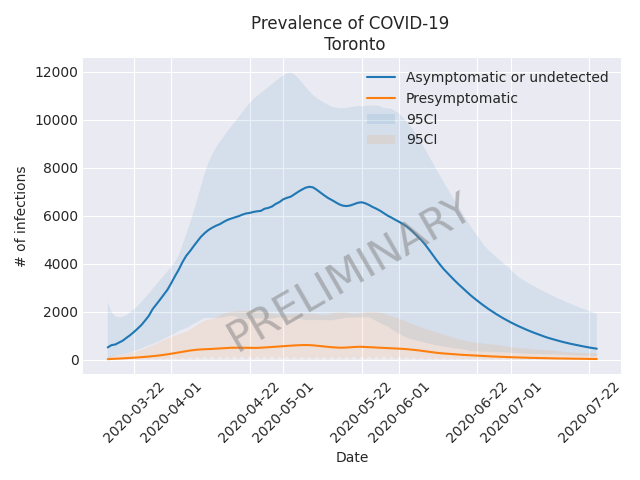 Prevalence of COVID-19
Toronto
12000
10000
8000
6000
4000
2000
0
# of infections
Asymptomatic or undetected
Presymptomatic
95CI
95CI
PRELIMINARY
2020-03-22
2020-04-01
2020-04-22
2020-05-01
2020-05-22
2020-06-01
2020-06-22
2020-07-01
2020-07-22
Date